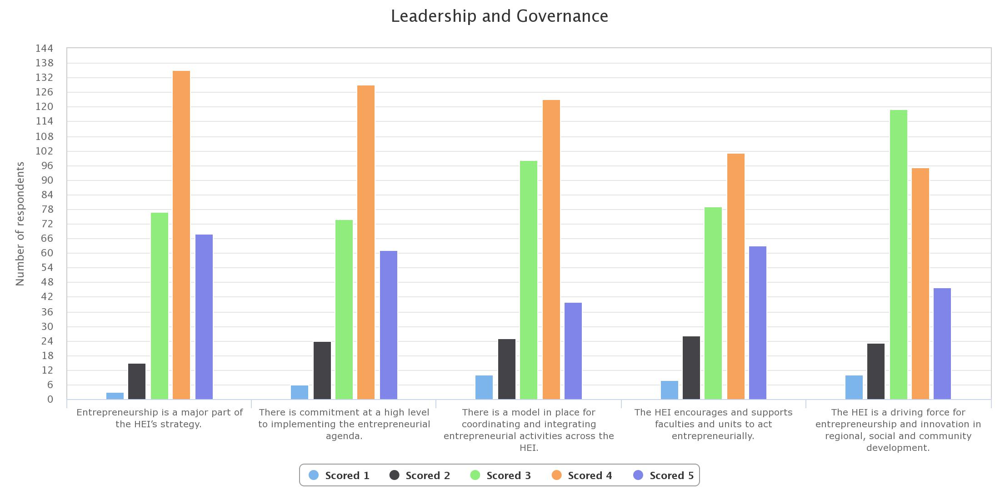 Leadership and Governance
Number of respondents
144
138
132
126
120
114
108
102
96
90
84
78
72
66
60
54
48
42
36
30
24
18
12
6
0
Entrepreneurship is a major part of
the HEI’s strategy.
There is commitment at a high level
to implementing the entrepreneurial
agenda.
There is a model in place for
coordinating and integrating
entrepreneurial activities across the
HEI.
The HEI encourages and supports
faculties and units to act
entrepreneurially.
The HEI is a driving force for
entrepreneurship and innovation in
regional, social and community
development.
Scored 1
Scored 2
Scored 3
Scored 4
Scored 5